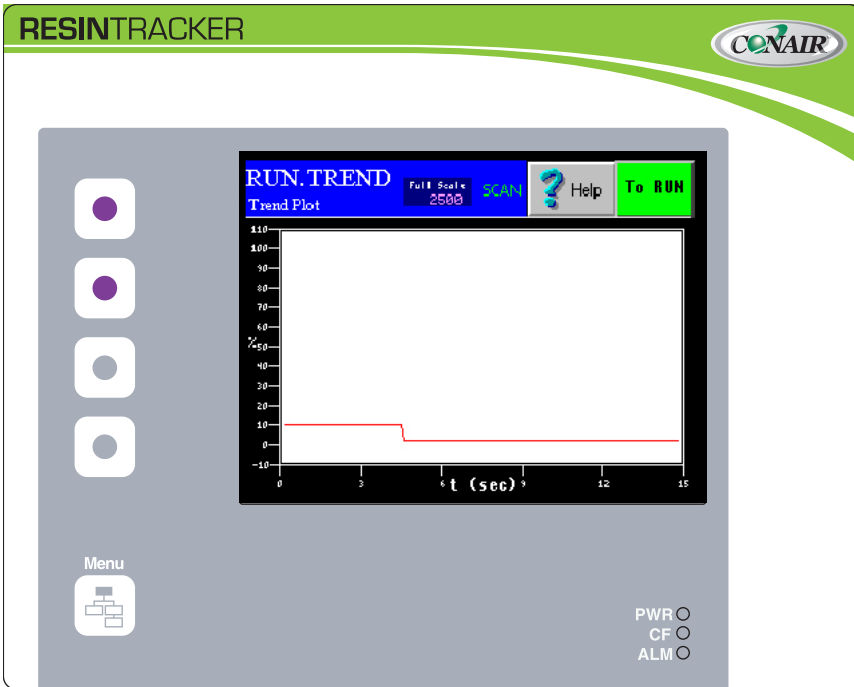 RESINTRACKER
CONAIR
RUN.TREND
Trend Plot
Full Scale
2500
SCAN
? Help
To RUN
110
100
90
80
70
60
%
50
40
30
20
10
0
-10
0 3 6 9 12 15
t (sec)
Menu
PWR
CF
ALM